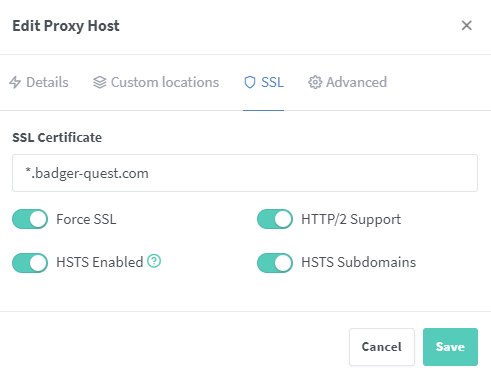 Edit Proxy Host
Details Custom locations SSL Advanced
SSL Certificate
*.badger-quest.com
Force SSL HTTP/2 Support
HSTS Enabled ? HSTS Subdomains
Cancel Save